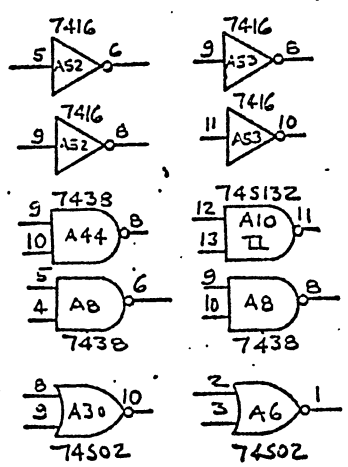 7416 7416
5 A52 6 9 A53 8
7416
9 A52 8 11 A53 10
7438 74S132
9 10 A44 8 12 13 A10 11
5 4 A8 6 9 10 A8 8
7438 7438
8 9 A30 10 2 3 A6 1
74S02 74S02